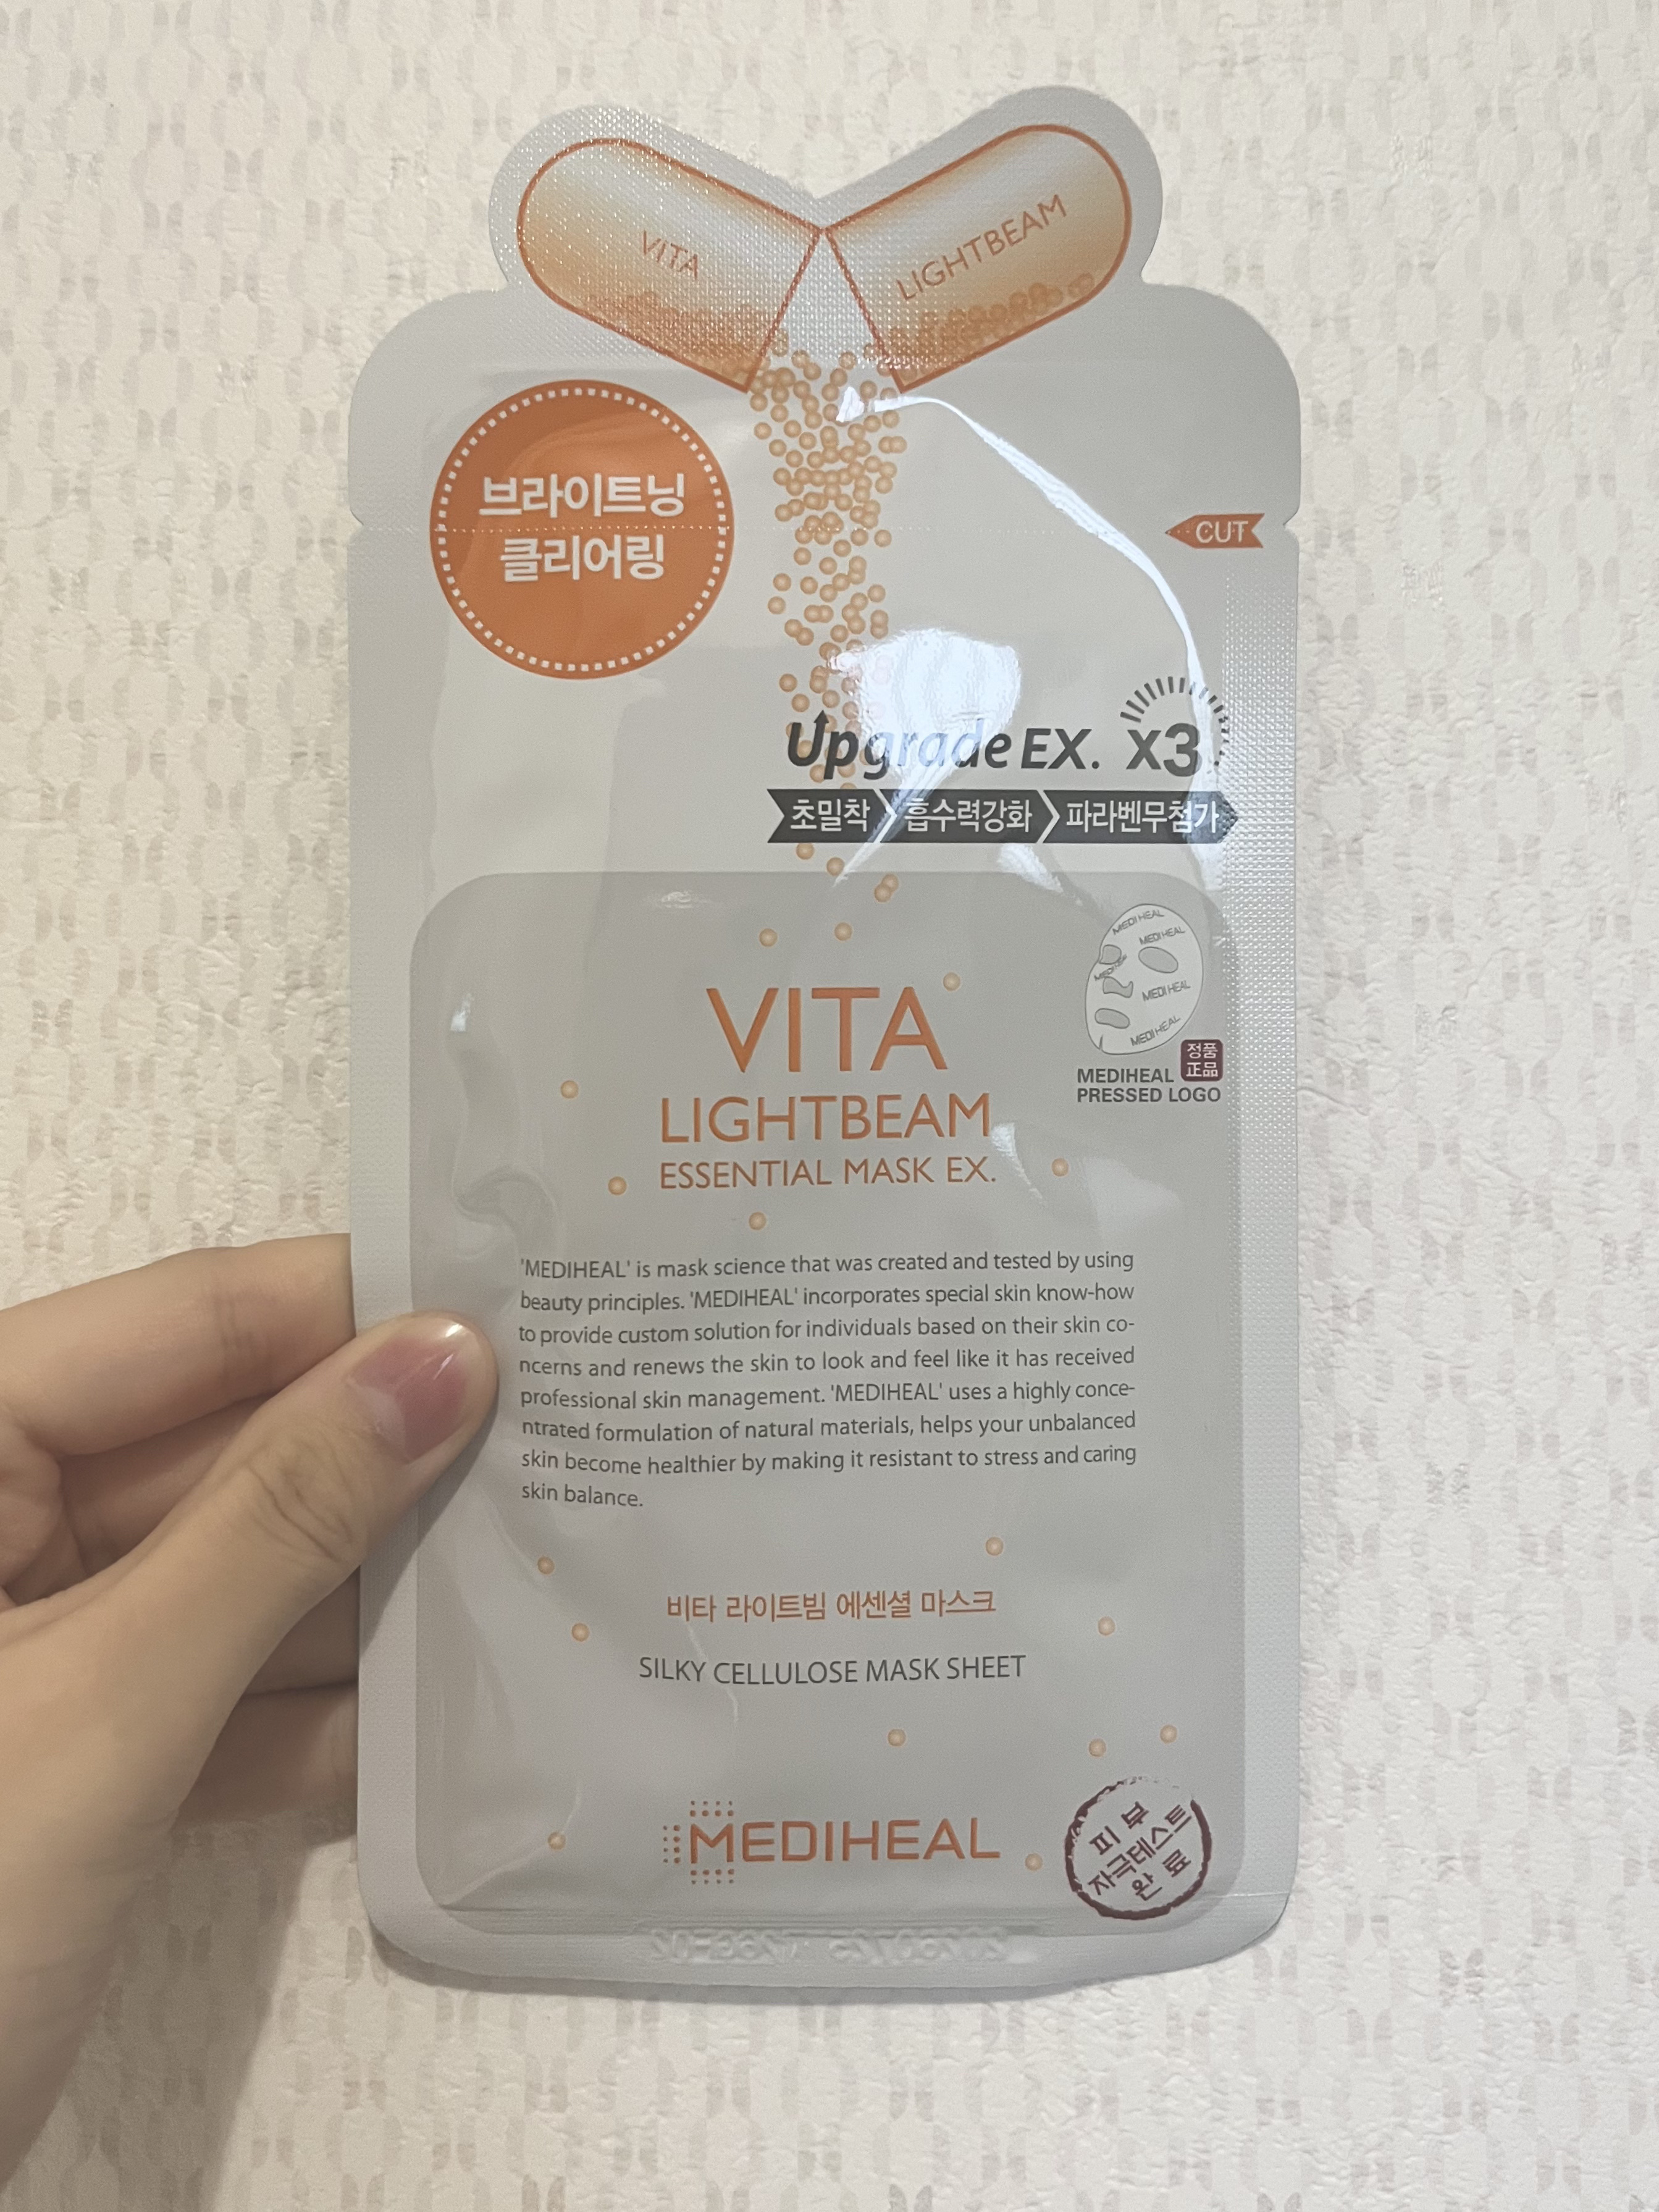 VITA
LIGHTBEAM
브라이트닝
클리어링
CUT
Upgrade EX. X3
초밀착 흡수력강화 파라벤무첨가
MEDIHEAL
MEDIHEAL
MEDIHEAL
MEDIHEAL
정품
正品
MEDIHEAL
PRESSED LOGO
VITA
LIGHTBEAM
ESSENTIAL MASK EX.
'MEDIHEAL' is mask science that was created and tested by using
beauty principles. 'MEDIHEAL' incorporates special skin know-how
to provide custom solution for individuals based on their skin co-
ncerns and renews the skin to look and feel like it has received
professional skin management. 'MEDIHEAL' uses a highly conce-
ntrated formulation of natural materials, helps your unbalanced
skin become healthier by making it resistant to stress and caring
skin balance.
비타 라이트빔 에센셜 마스크
SILKY CELLULOSE MASK SHEET
MEDIHEAL
피부
자극테스트
완료